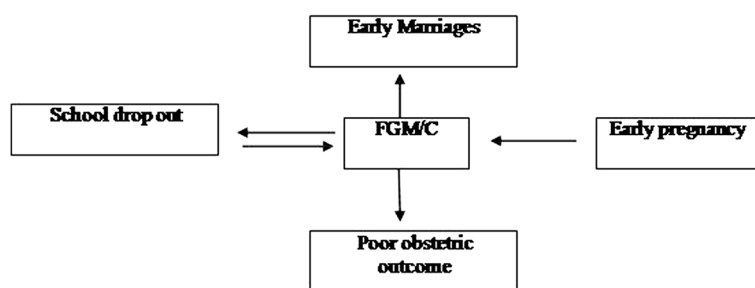 Early Marriages
School drop out
FGM/C
Early pregnancy
Poor obstetric
outcome